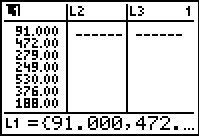 L1 L2 L3 1
91.000 ------ ------
472.00
279.00
249.00
530.00
376.00
188.00
L1 ={91.000,472....